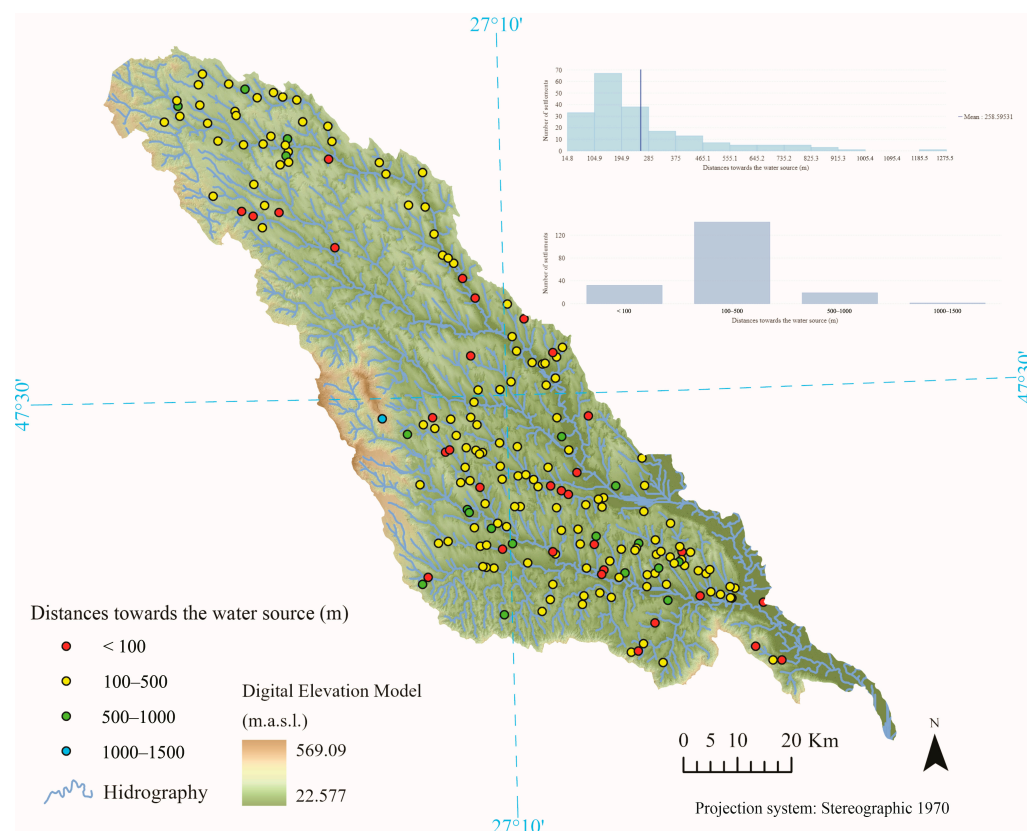 27°10'
70
60
50
40
30
20
10
0
Number of settlements
14.8 104.9 194.9 285 375 465.1 555.1 645.2 735.2 825.3 915.3 1005.4 1095.4 1185.5 1275.5
Distances towards the water source (m)
Mean : 258.59531
120
80
40
0
Number of settlements
< 100 100–500 500–1000 1000–1500
Distances towards the water source (m)
47°30'
47°30'
Distances towards the water source (m)
< 100
100–500
500–1000
1000–1500
Hidrography
Digital Elevation Model
(m.a.s.l.)
569.09
22.577
N
0 5 10 20 Km
Projection system: Stereographic 1970
27°10'